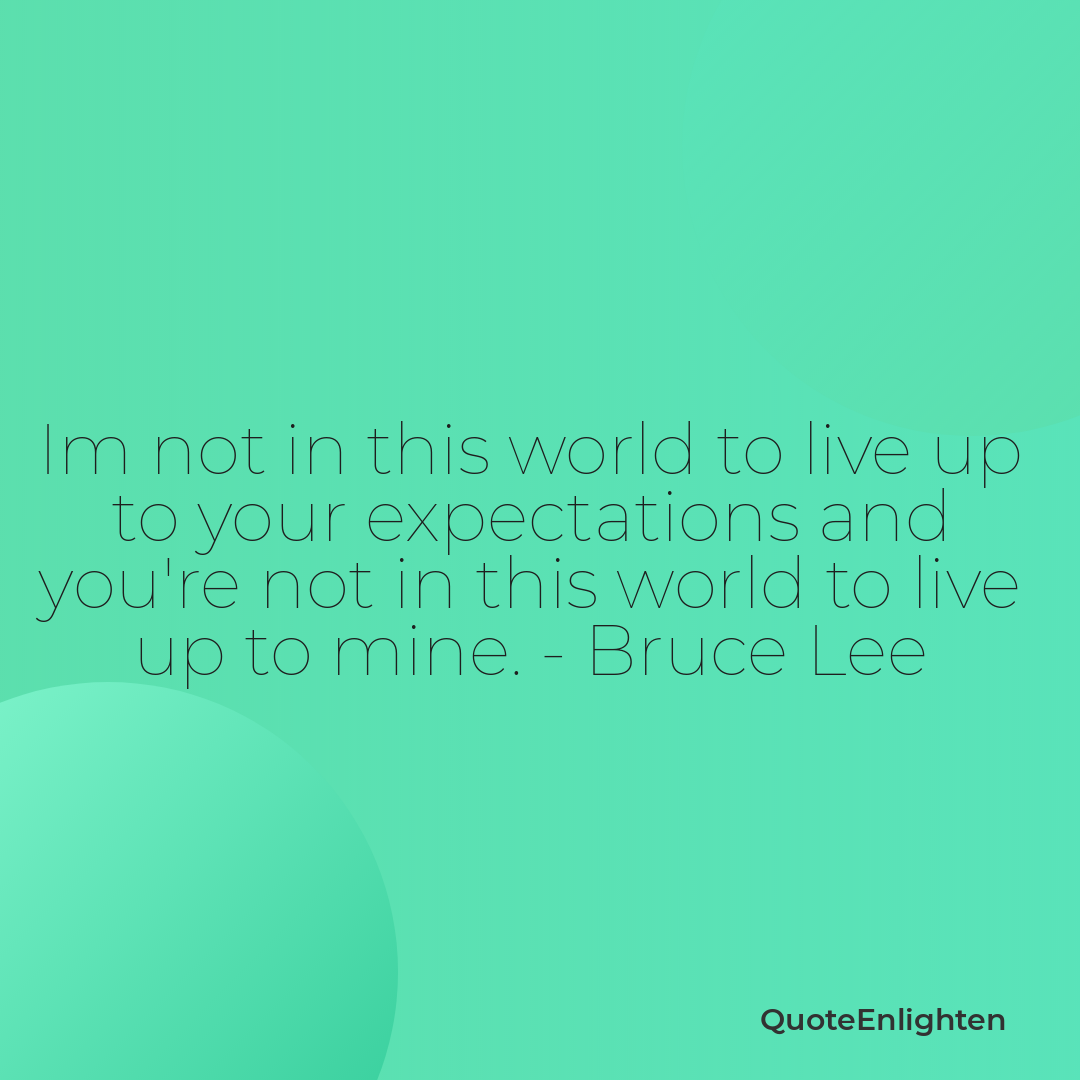 Im not in this world to live up
to your expectations and
you're not in this world to live
up to mine. - Bruce Lee
QuoteEnlighten